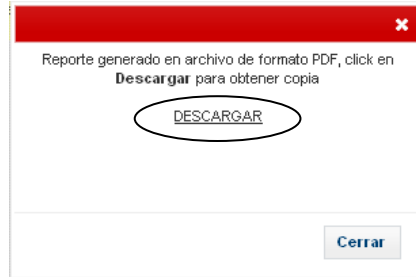 Reporte generado en archivo de formato PDF, click en
Descargar para obtener copia
DESCARGAR
Cerrar